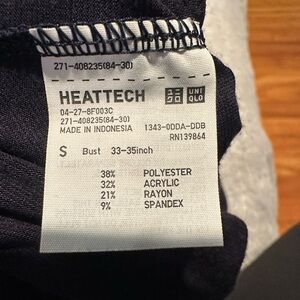 271-408235(84-30)
HEATTECH UNI QLO
04-27-8F003C
271-408235(84-30)
MADE IN INDONESIA 1343-0DDA-DDB
RN139864
S Bust 33-35inch
38% POLYESTER
32% ACRYLIC
21% RAYON
9% SPANDEX